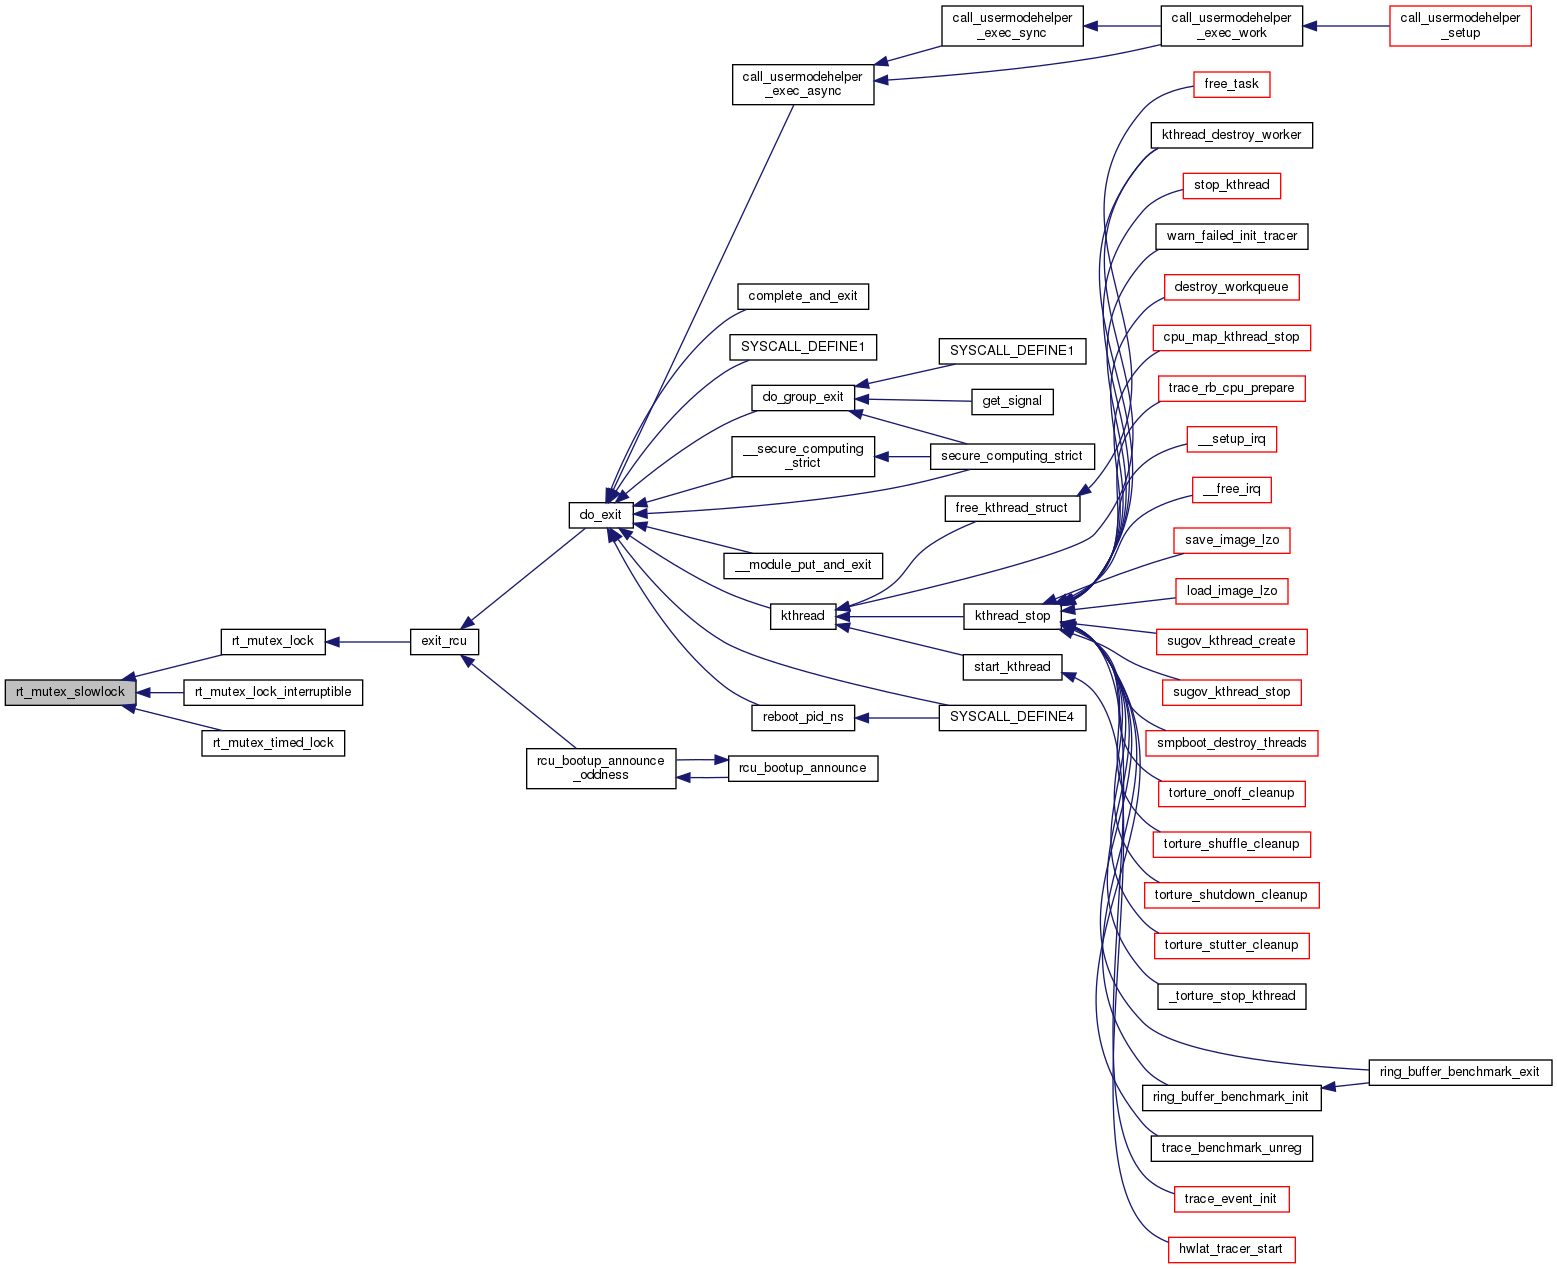 call_usermodehelper
_exec_sync
call_usermodehelper
_exec_work
call_usermodehelper
_setup
call_usermodehelper
_exec_async
free_task
kthread_destroy_worker
stop_kthread
warn_failed_init_tracer
destroy_workqueue
complete_and_exit
cpu_map_kthread_stop
SYSCALL_DEFINE1
SYSCALL_DEFINE1
trace_rb_cpu_prepare
do_group_exit
get_signal
__setup_irq
__secure_computing
_strict
secure_computing_strict
__free_irq
free_kthread_struct
do_exit
save_image_lzo
__module_put_and_exit
load_image_lzo
kthread
kthread_stop
rt_mutex_lock
exit_rcu
sugov_kthread_create
start_kthread
rt_mutex_slowlock
rt_mutex_lock_interruptible
sugov_kthread_stop
reboot_pid_ns
SYSCALL_DEFINE4
rt_mutex_timed_lock
smpboot_destroy_threads
rcu_bootup_announce
_oddness
rcu_bootup_announce
torture_onoff_cleanup
torture_shuffle_cleanup
torture_shutdown_cleanup
torture_stutter_cleanup
_torture_stop_kthread
ring_buffer_benchmark_exit
ring_buffer_benchmark_init
trace_benchmark_unreg
trace_event_init
hwlat_tracer_start